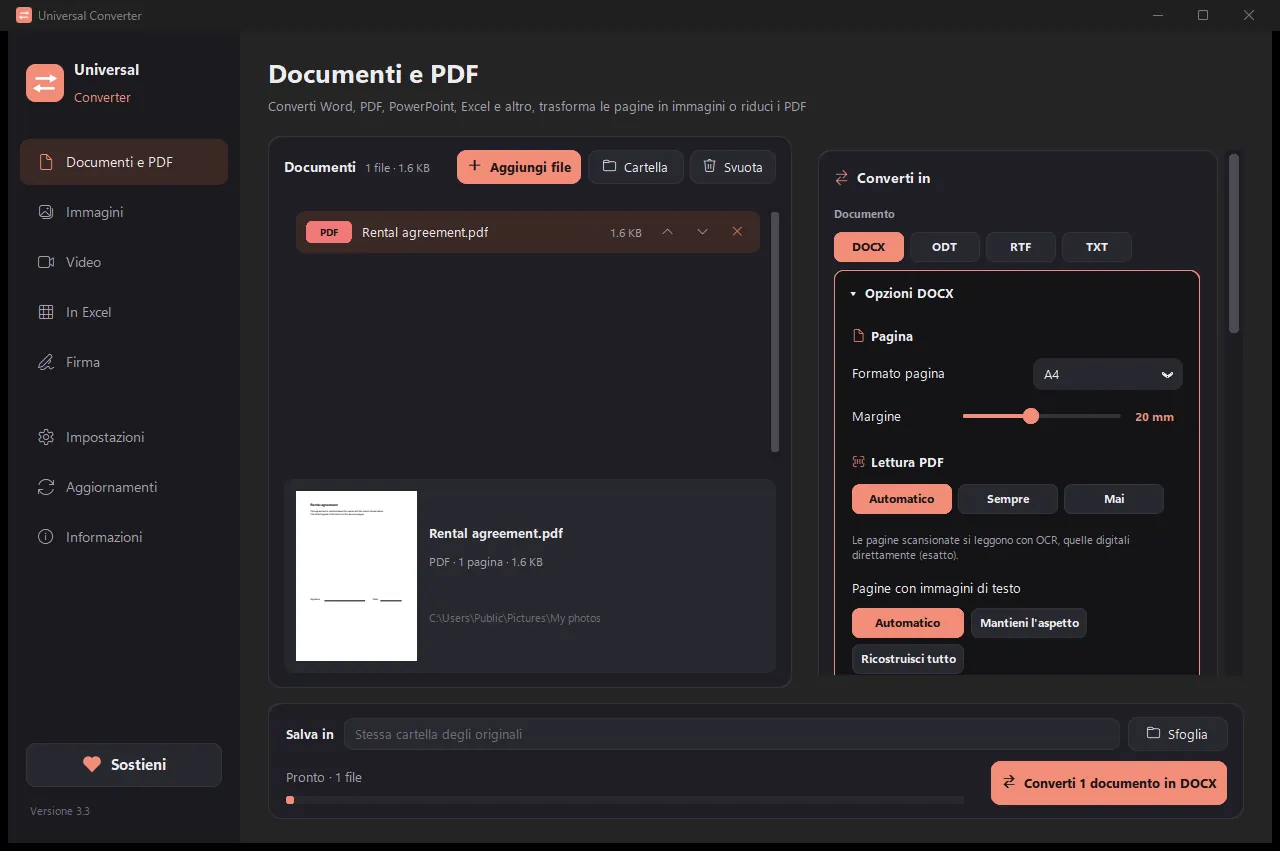 Universal Converter
Universal
Converter
Documenti e PDF
Immagini
Video
In Excel
Firma
Impostazioni
Aggiornamenti
Informazioni
Sostieni
Versione 3.3
Documenti e PDF
Converti Word, PDF, PowerPoint, Excel e altro, trasforma le pagine in immagini o riduci i PDF
Documenti 1 file · 1.6 KB Aggiungi file Cartella Svuota
PDF Rental agreement.pdf 1.6 KB
Rental agreement
Rental agreement.pdf
PDF · 1 pagina · 1.6 KB
C:\Users\Public\Pictures\My photos
Converti in
Documento
DOCX ODT RTF TXT
Opzioni DOCX
Pagina
Formato pagina A4
Margine 20 mm
Lettura PDF
Automatico Sempre Mai
Le pagine scansionate si leggono con OCR, quelle digitali
direttamente (esatto).
Pagine con immagini di testo
Automatico Mantieni l'aspetto
Ricostruisci tutto
Salva in Stessa cartella degli originali Sfoglia
Pronto · 1 file
Converti 1 documento in DOCX